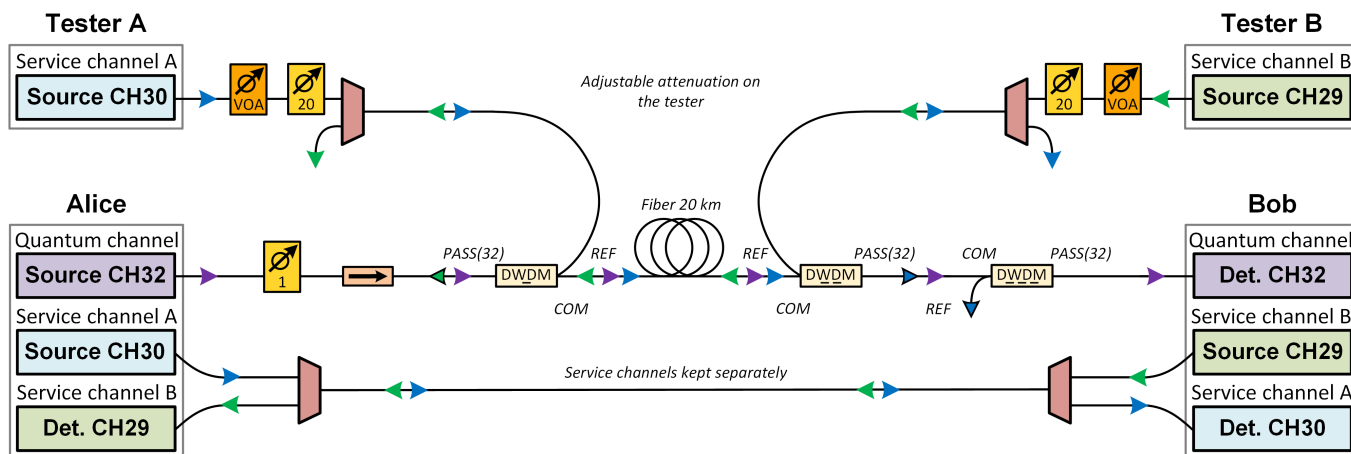 Tester A
Tester B
Service channel A
Source CH30
VOA
20
Adjustable attenuation on
the tester
20
VOA
Service channel B
Source CH29
Alice
Bob
Quantum channel
Source CH32
1
PASS(32)
DWDM
REF
COM
Fiber 20 km
REF
COM
DWDM
PASS(32)
COM
REF
DWDM
PASS(32)
Quantum channel
Det. CH32
Service channel A
Source CH30
Service channel B
Det. CH29
Service channels kept separately
Service channel B
Source CH29
Service channel A
Det. CH30